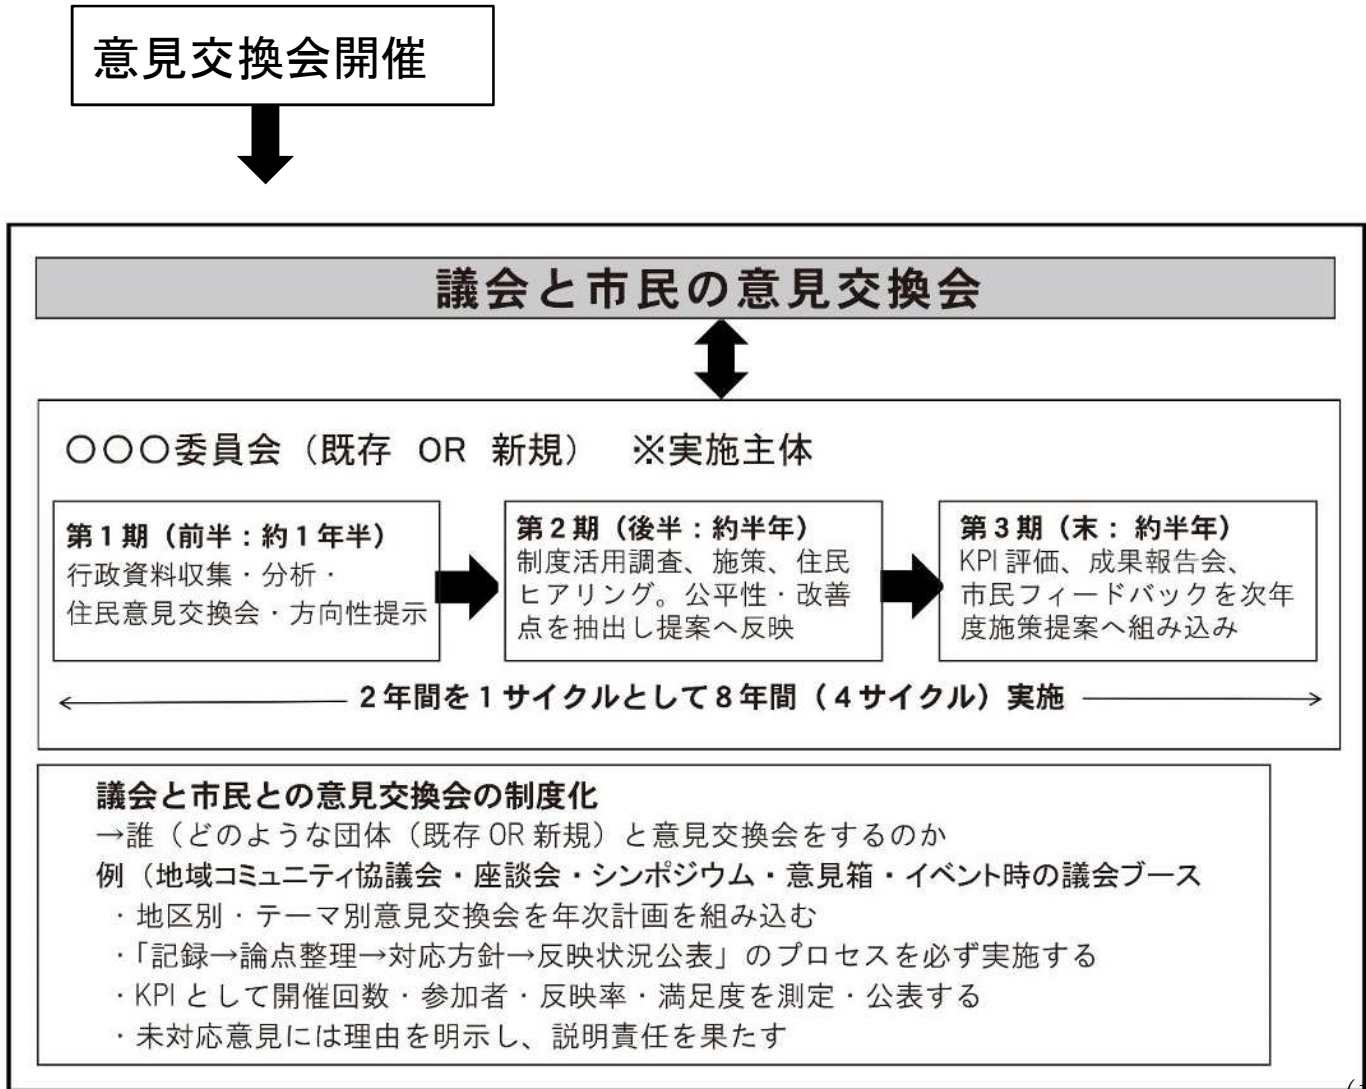 意見交換会開催
議会と市民の意見交換会
〇〇〇委員会（既存 OR 新規） ※実施主体
第１期（前半：約１年半）
行政資料収集・分析・
住民意見交換会・方向性提示
第２期（後半：約半年）
制度活用調査、施策、住民
ヒアリング。公平性・改善
点を抽出し提案へ反映
第３期（末： 約半年）
KPI 評価、成果報告会、
市民フィードバックを次年
度施策提案へ組み込み
２年間を１サイクルとして８年間（４サイクル）実施
議会と市民との意見交換会の制度化
→誰（どのような団体（既存 OR 新規）と意見交換会をするのか
例（地域コミュニティ協議会・座談会・シンポジウム・意見箱・イベント時の議会ブース
・地区別・テーマ別意見交換会を年次計画を組み込む
・「記録→論点整理→対応方針→反映状況公表」のプロセスを必ず実施する
・KPI として開催回数・参加者・反映率・満足度を測定・公表する
・未対応意見には理由を明示し、説明責任を果たす